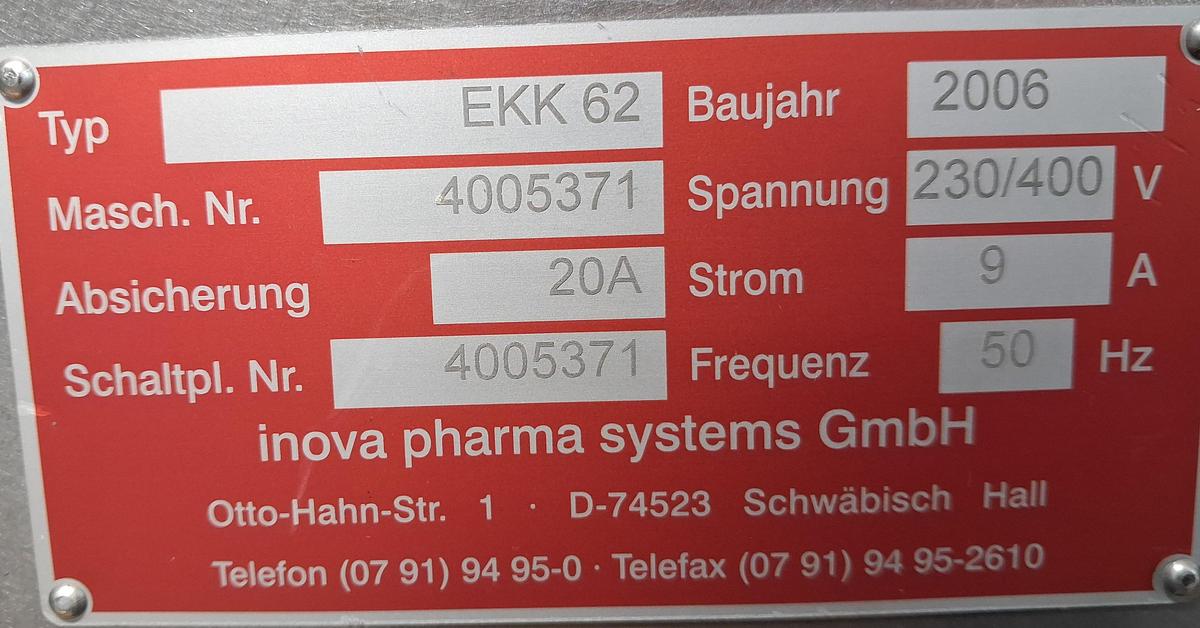 Typ EKK 62 Baujahr 2006
Masch. Nr. 4005371 Spannung 230/400 V
Absicherung 20A Strom 9 A
Schaltpl. Nr. 4005371 Frequenz 50 Hz
inova pharma systems GmbH
Otto-Hahn-Str. 1 · D-74523 Schwäbisch Hall
Telefon (07 91) 94 95-0 · Telefax (07 91) 94 95-2610